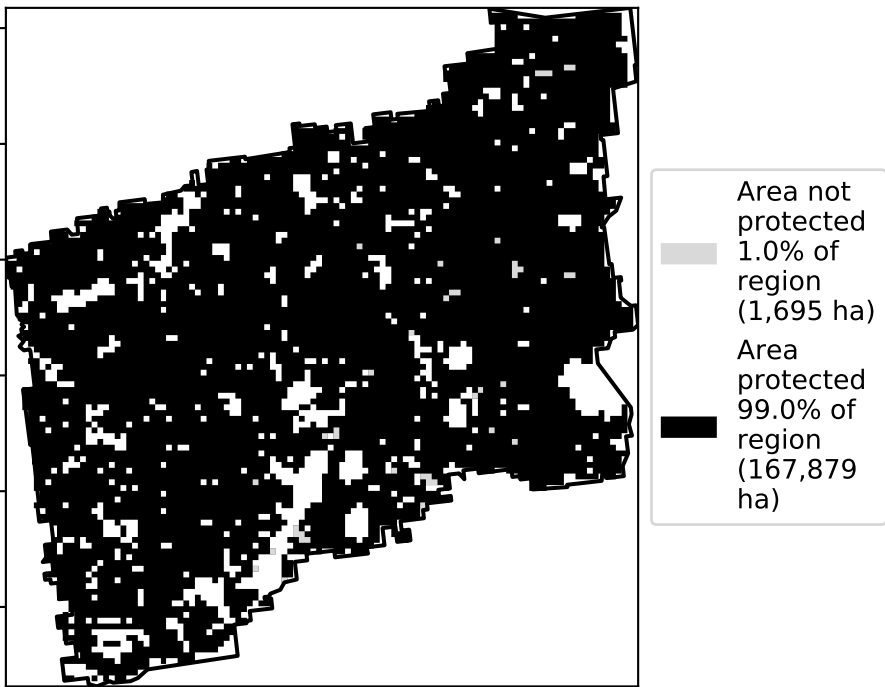 Area not
protected
1.0% of
region
(1,695 ha)
Area
protected
99.0% of
region
(167,879
ha)